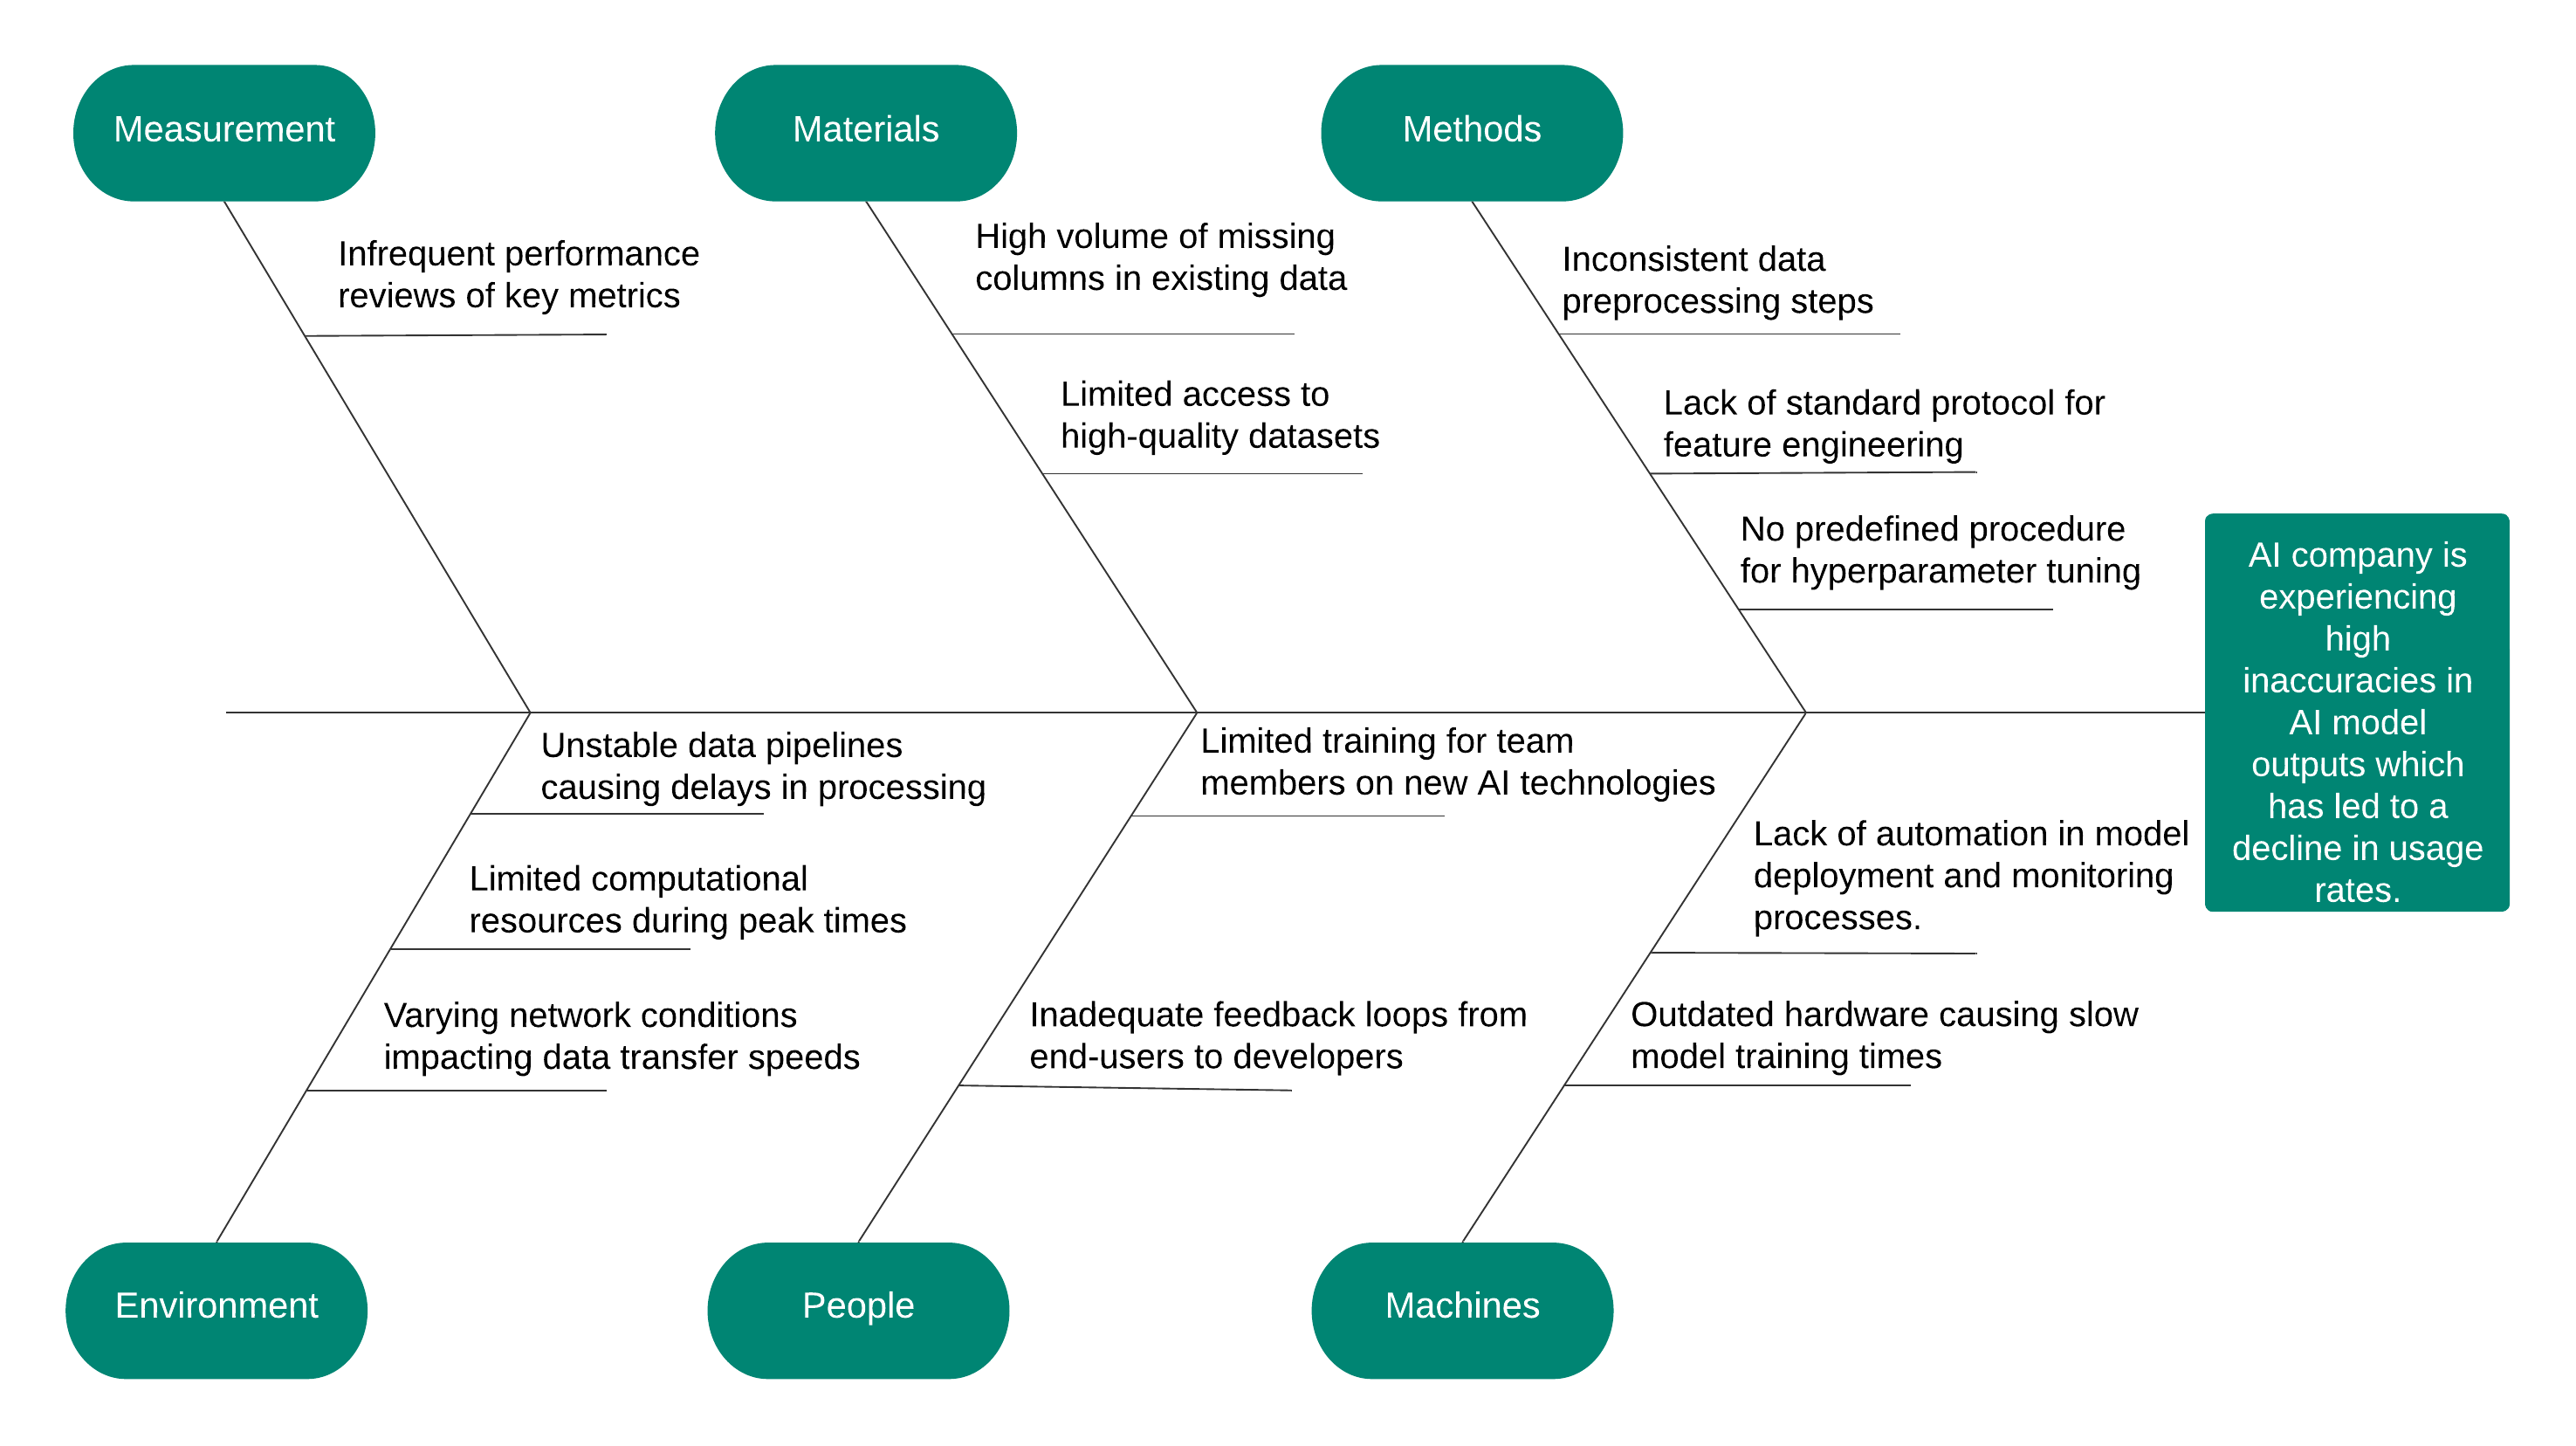 Measurement
Materials
Methods
Infrequent performance
reviews of key metrics
High volume of missing
columns in existing data
Limited access to
high-quality datasets
Inconsistent data
preprocessing steps
Lack of standard protocol for
feature engineering
No predefined procedure
for hyperparameter tuning
AI company is
experiencing
high
inaccuracies in
AI model
outputs which
has led to a
decline in usage
rates.
Unstable data pipelines
causing delays in processing
Limited computational
resources during peak times
Varying network conditions
impacting data transfer speeds
Limited training for team
members on new AI technologies
Inadequate feedback loops from
end-users to developers
Lack of automation in model
deployment and monitoring
processes.
Outdated hardware causing slow
model training times
Environment
People
Machines